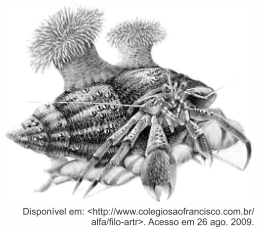 Disponível em: <http://www.colegiosaofrancisco.com.br/
alfa/filo-artr>. Acesso em 26 ago. 2009.